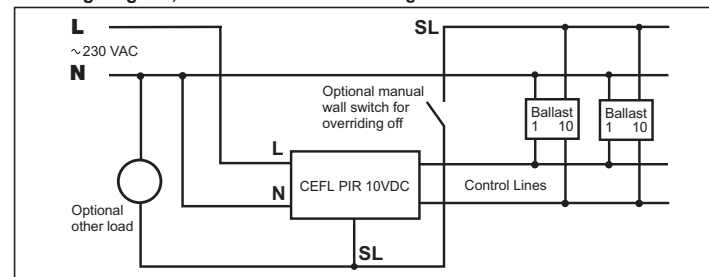 L
SL
~230 VAC
N
Optional manual
wall switch for
overriding off
Ballast
1 10
Ballast
1 10
L
CEFL PIR 10VDC
N
Control Lines
Optional
other load
SL